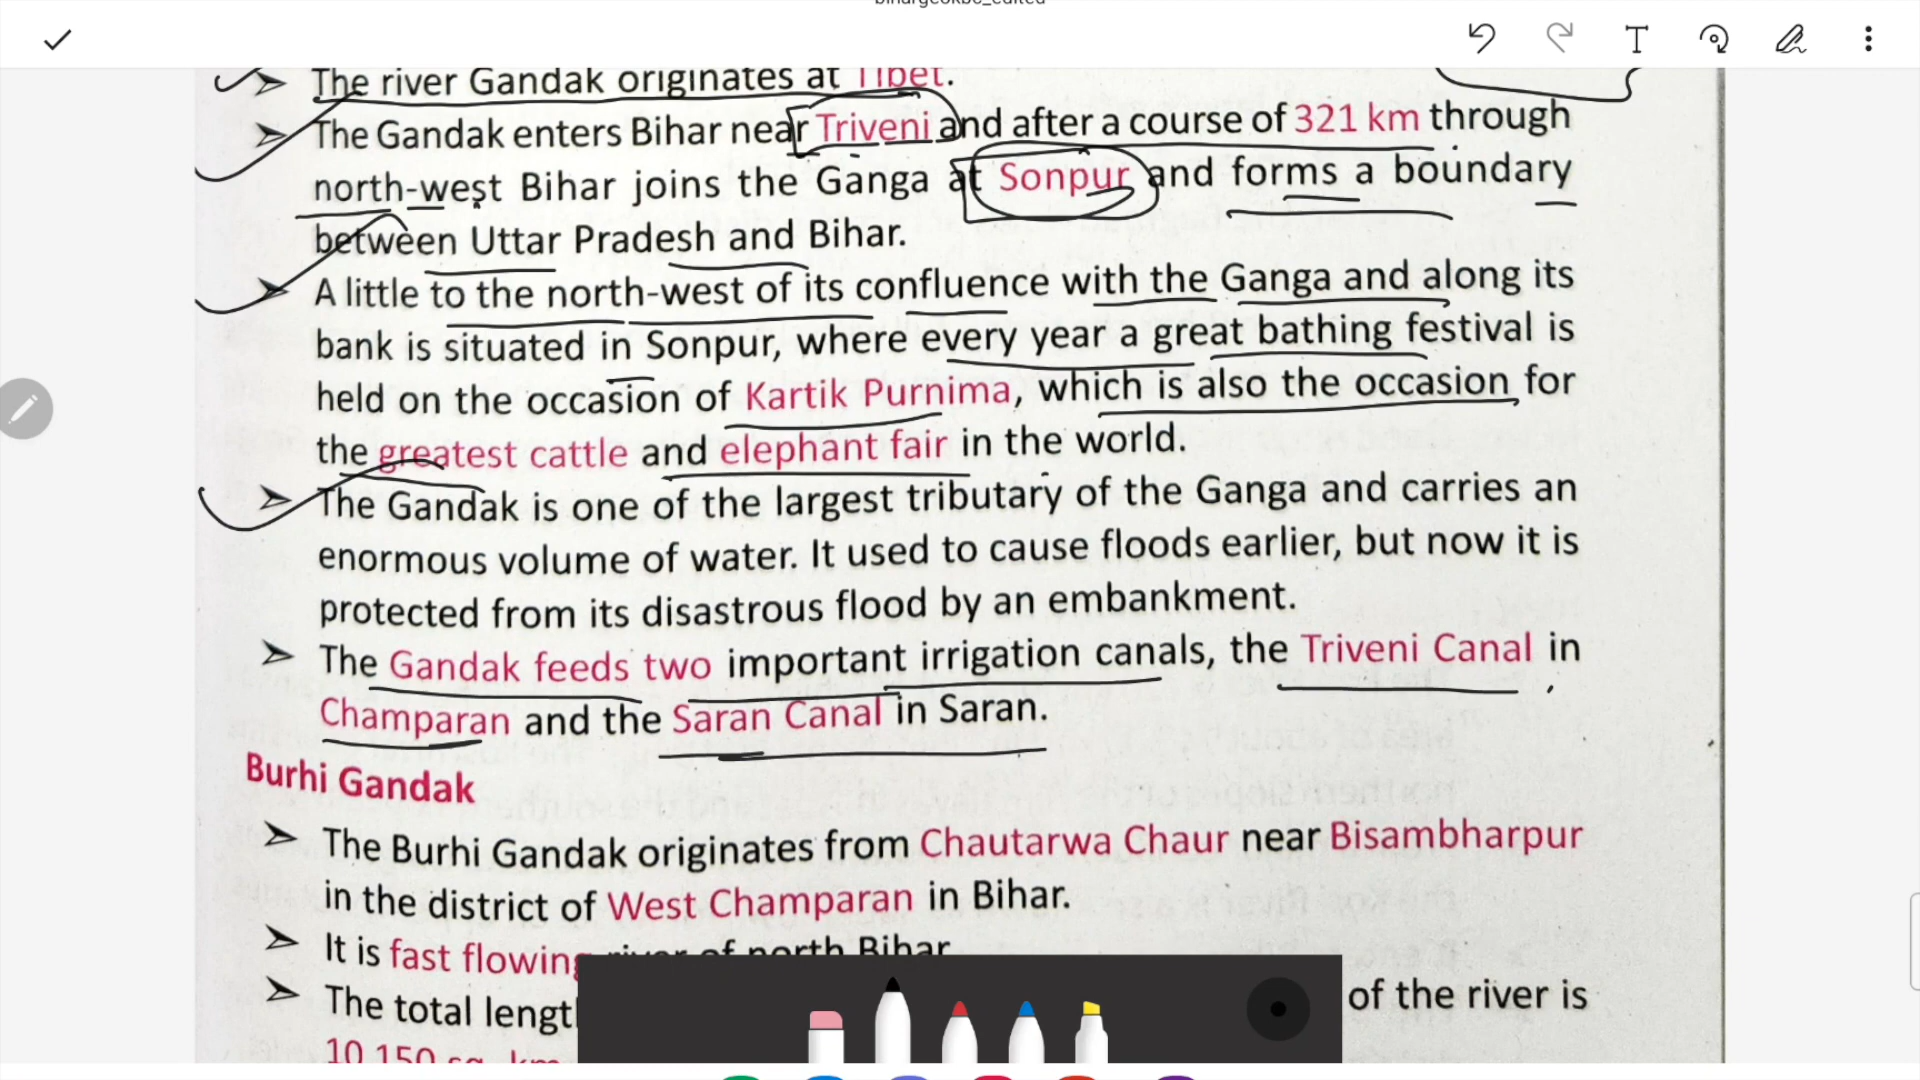 The river Gandak originates at Tibet.
➤ The Gandak enters Bihar near Triveni and after a course of 321 km through
north-west Bihar joins the Ganga at Sonpur and forms a boundary
between Uttar Pradesh and Bihar.
➤ A little to the north-west of its confluence with the Ganga and along its
bank is situated in Sonpur, where every year a great bathing festival is
held on the occasion of Kartik Purnima, which is also the occasion for
the greatest cattle and elephant fair in the world.
➤ The Gandak is one of the largest tributary of the Ganga and carries an
enormous volume of water. It used to cause floods earlier, but now it is
protected from its disastrous flood by an embankment.
➤ The Gandak feeds two important irrigation canals, the Triveni Canal in
Champaran and the Saran Canal in Saran.
Burhi Gandak
➤ The Burhi Gandak originates from Chautarwa Chaur near Bisambharpur
in the district of West Champaran in Bihar.
➤ It is fast flowing river of north Bihar
➤ The total lengt of the river is
10,150 sq. km